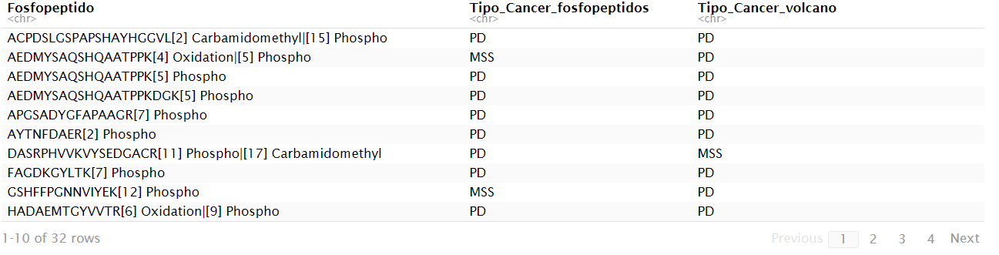 Fosfopeptido Tipo_Cancer_fosfopeptidos Tipo_Cancer_volcano
<chr> <chr> <chr>
ACPDSLGSPAPSHAYHGGVL[2] Carbamidomethyl|[15] Phospho PD PD
AEDMYSAQSHQAATPPK[4] Oxidation|[5] Phospho MSS PD
AEDMYSAQSHQAATPPK[5] Phospho PD PD
AEDMYSAQSHQAATPPKDGK[5] Phospho PD PD
APGSADYGFAPAAGR[7] Phospho PD PD
AYTNFDAER[2] Phospho PD PD
DASRPHVVKVYSEDGACR[11] Phospho|[17] Carbamidomethyl PD MSS
FAGDKGYLTK[7] Phospho PD PD
GSHFFPGNNVIYEK[12] Phospho MSS PD
HADAEMTGYVVTR[6] Oxidation|[9] Phospho PD PD
1-10 of 32 rows Previous 1 2 3 4 Next